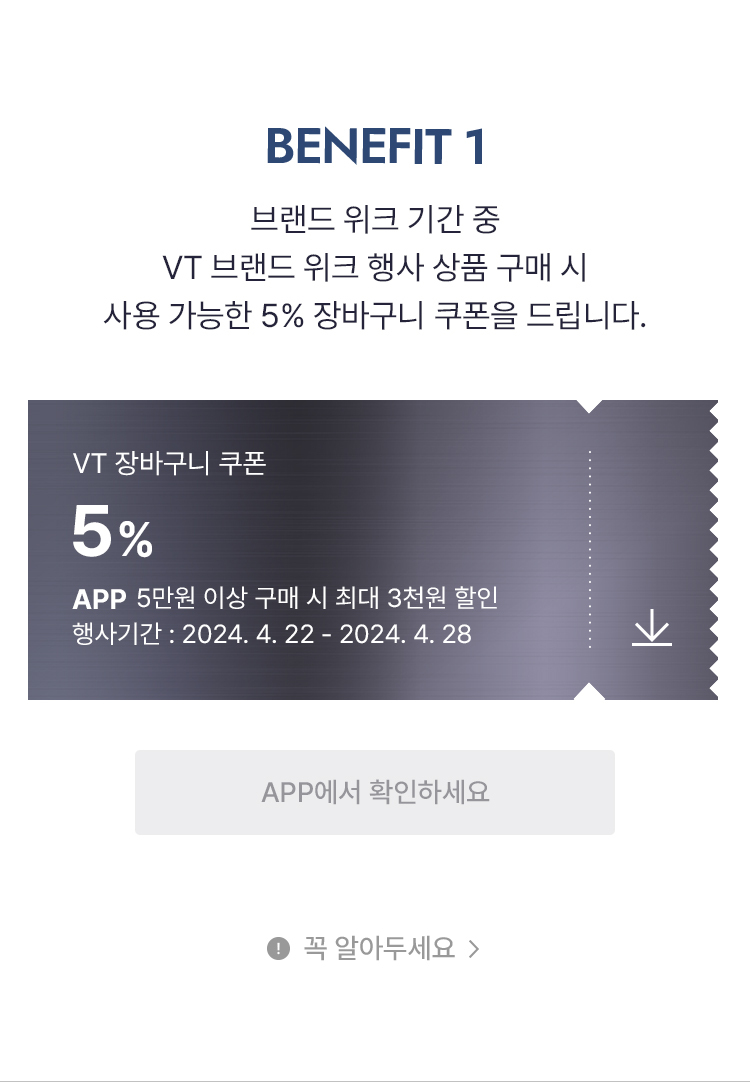 BENEFIT 1
브랜드 위크 기간 중
VT 브랜드 위크 행사 상품 구매 시
사용 가능한 5% 장바구니 쿠폰을 드립니다.
VT 장바구니 쿠폰
5%
APP 5만원 이상 구매 시 최대 3천원 할인
행사기간 : 2024. 4. 22 - 2024. 4. 28
APP에서 확인하세요
꼭 알아두세요